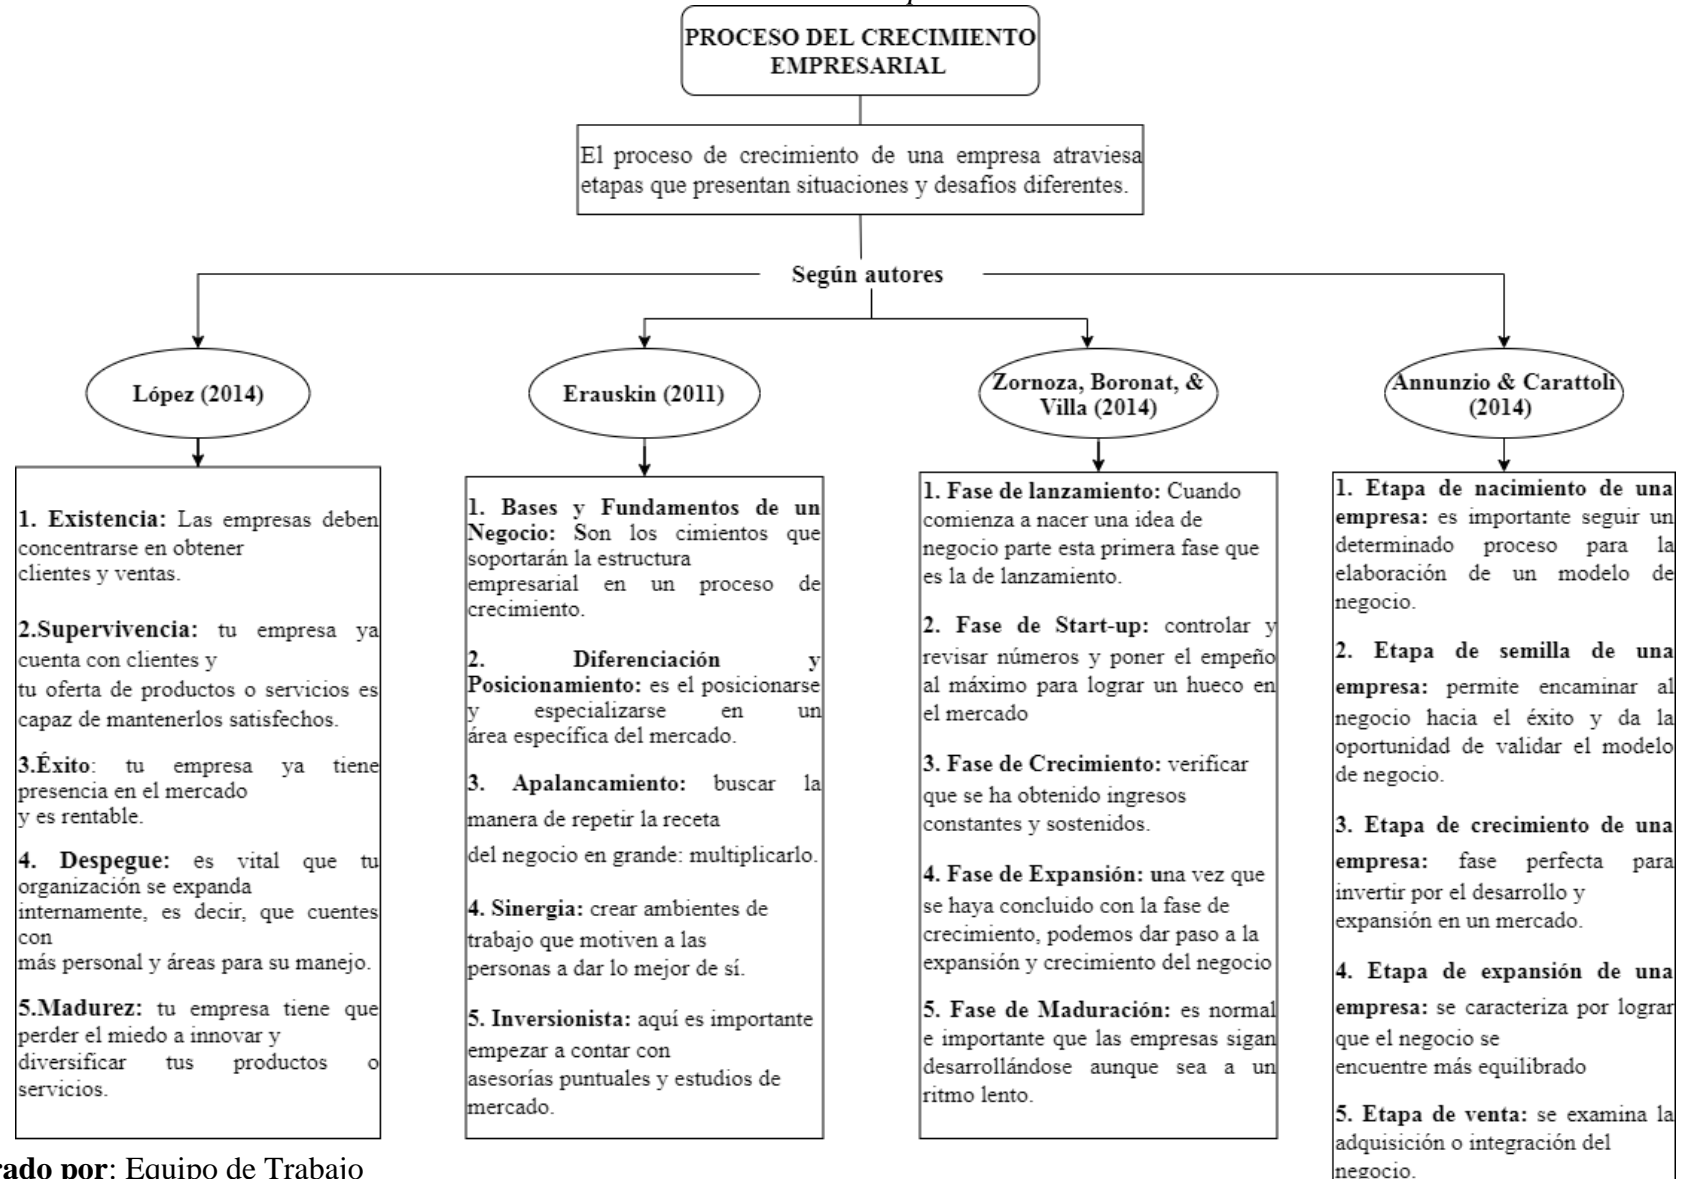 PROCESO DEL CRECIMIENTO
EMPRESARIAL
El proceso de crecimiento de una empresa atraviesa
etapas que presentan situaciones y desafíos diferentes.
Según autores
López (2014)
1. Existencia: Las empresas deben
concentrarse en obtener
clientes y ventas.
2.Supervivencia: tu empresa ya
cuenta con clientes y
tu oferta de productos o servicios es
capaz de mantenerlos satisfechos.
3.Éxito: tu empresa ya tiene
presencia en el mercado
y es rentable.
4. Despegue: es vital que tu
organización se expanda
internamente, es decir, que cuentes
con
más personal y áreas para su manejo.
5.Madurez: tu empresa tiene que
perder el miedo a innovar y
diversificar tus productos o
servicios.
Erauskin (2011)
1. Bases y Fundamentos de un
Negocio: Son los cimientos que
soportarán la estructura
empresarial en un proceso de
crecimiento.
2. Diferenciación y
Posicionamiento: es el posicionarse
y especializarse en un
área específica del mercado.
3. Apalancamiento: buscar la
manera de repetir la receta
del negocio en grande: multiplicarlo.
4. Sinergia: crear ambientes de
trabajo que motiven a las
personas a dar lo mejor de sí.
5. Inversionista: aquí es importante
empezar a contar con
asesorías puntuales y estudios de
mercado.
Zornoza, Boronat, &
Villa (2014)
1. Fase de lanzamiento: Cuando
comienza a nacer una idea de
negocio parte esta primera fase que
es la de lanzamiento.
2. Fase de Start-up: controlar y
revisar números y poner el empeño
al máximo para lograr un hueco en
el mercado
3. Fase de Crecimiento: verificar
que se ha obtenido ingresos
constantes y sostenidos.
4. Fase de Expansión: una vez que
se haya concluido con la fase de
crecimiento, podemos dar paso a la
expansión y crecimiento del negocio
5. Fase de Maduración: es normal
e importante que las empresas sigan
desarrollándose aunque sea a un
ritmo lento.
Annunzio & Carattoli
(2014)
1. Etapa de nacimiento de una
empresa: es importante seguir un
determinado proceso para la
elaboración de un modelo de
negocio.
2. Etapa de semilla de una
empresa: permite encaminar al
negocio hacia el éxito y da la
oportunidad de validar el modelo
de negocio.
3. Etapa de crecimiento de una
empresa: fase perfecta para
invertir por el desarrollo y
expansión en un mercado.
4. Etapa de expansión de una
empresa: se caracteriza por lograr
que el negocio se
encuentre más equilibrado
5. Etapa de venta: se examina la
adquisición o integración del
negocio.
rado por: Equipo de Trabajo